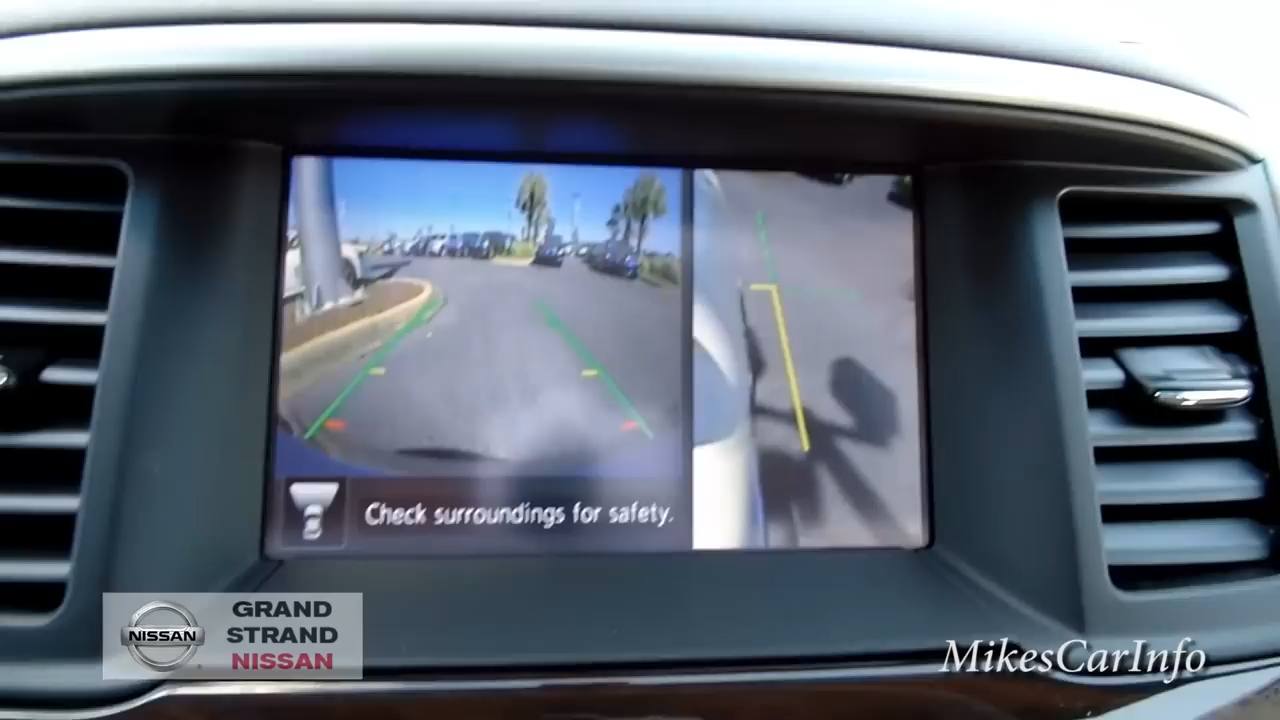 Check surroundings for safety.
NISSAN
GRAND
STRAND
NISSAN
MikesCarInfo